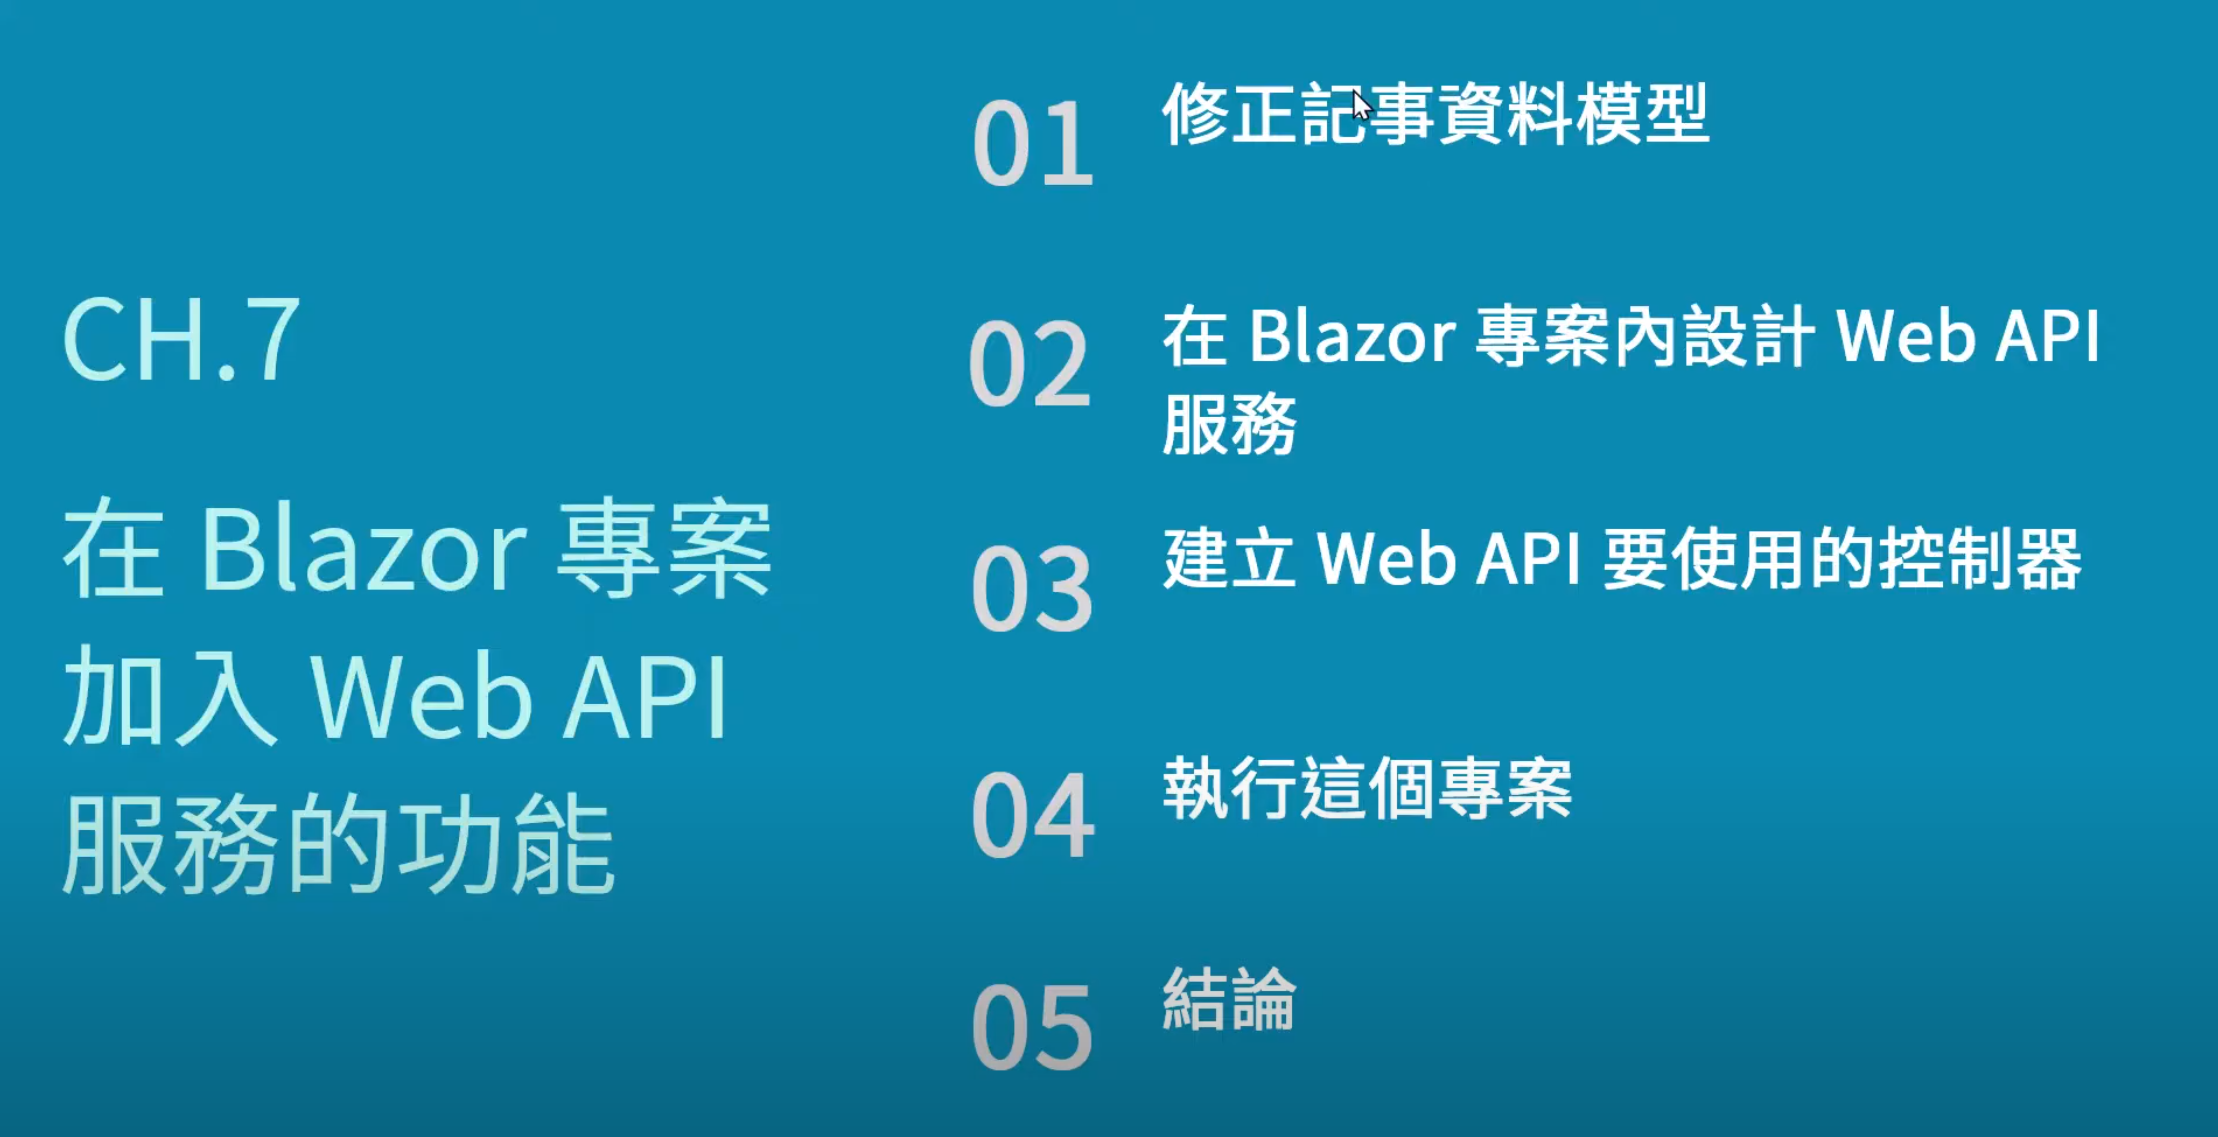 CH.7
在 Blazor 專案
加入 Web API
服務的功能
01
修正記事資料模型
02
在 Blazor 專案內設計 Web API
服務
03
建立 Web API 要使用的控制器
04
執行這個專案
05
結論